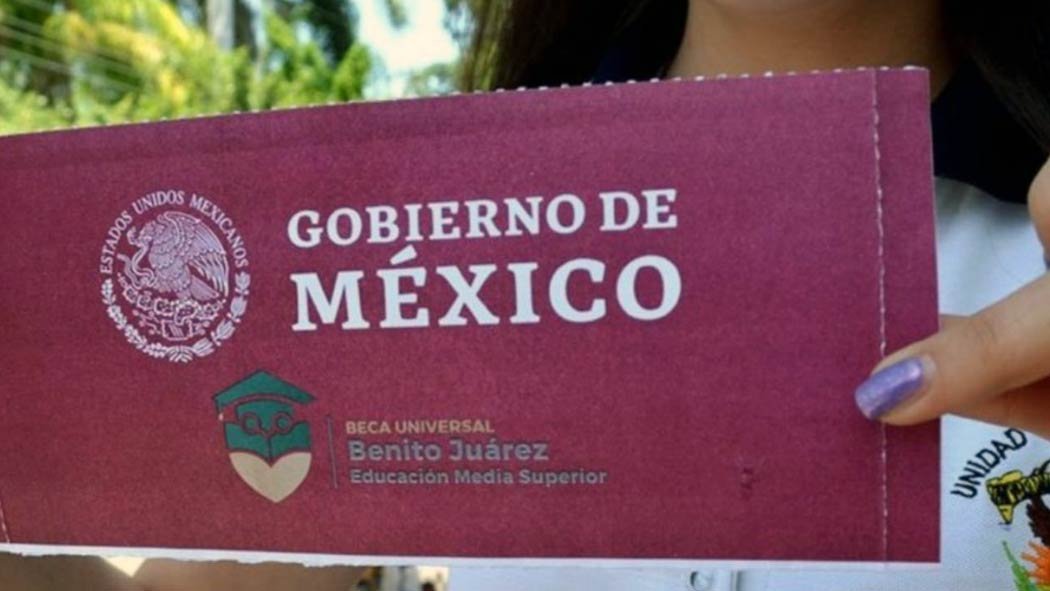 ESTADOS UNIDOS MEXICANOS
GOBIERNO DE
MÉXICO
BECA UNIVERSAL
Benito Juárez
Educación Media Superior
UNIDAD